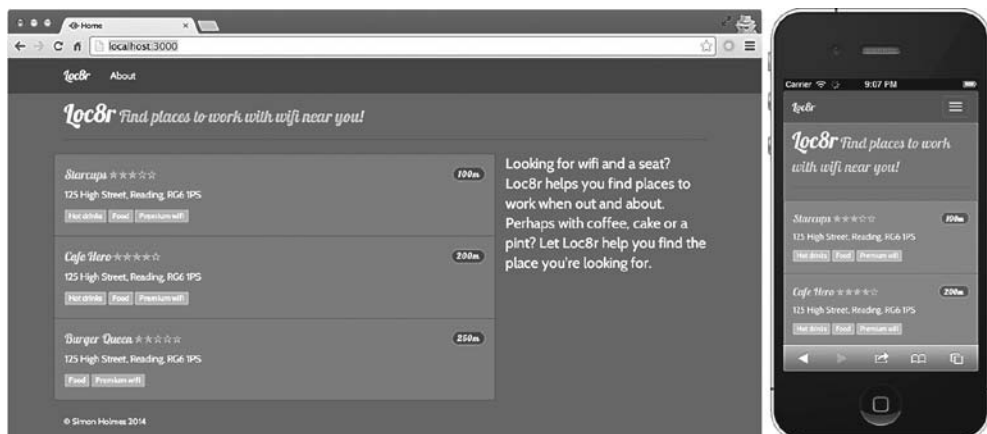 Home
localhost:3000
Loc8r About
Loc8r Find places to work with wifi near you!
Starcups ★★★☆☆ 100m
125 High Street, Reading, RG6 1PS
Hot drinks Food Premium wifi
Cafe Hero ★★★★☆ 200m
125 High Street, Reading, RG6 1PS
Hot drinks Food Premium wifi
Burger Queen ★★☆☆☆ 250m
125 High Street, Reading, RG6 1PS
Food Premium wifi
Looking for wifi and a seat?
Loc8r helps you find places to
work when out and about.
Perhaps with coffee, cake or a
pint? Let Loc8r help you find the
place you're looking for.
© Simon Holmes 2014
Carrier 9:07 PM
Loc8r
Loc8r Find places to work
with wifi near you!
Starcups ★★★☆☆ 100m
125 High Street, Reading, RG6 1PS
Hot drinks Food Premium wifi
Cafe Hero ★★★★☆ 200m
125 High Street, Reading, RG6 1PS
Hot drinks Food Premium wifi